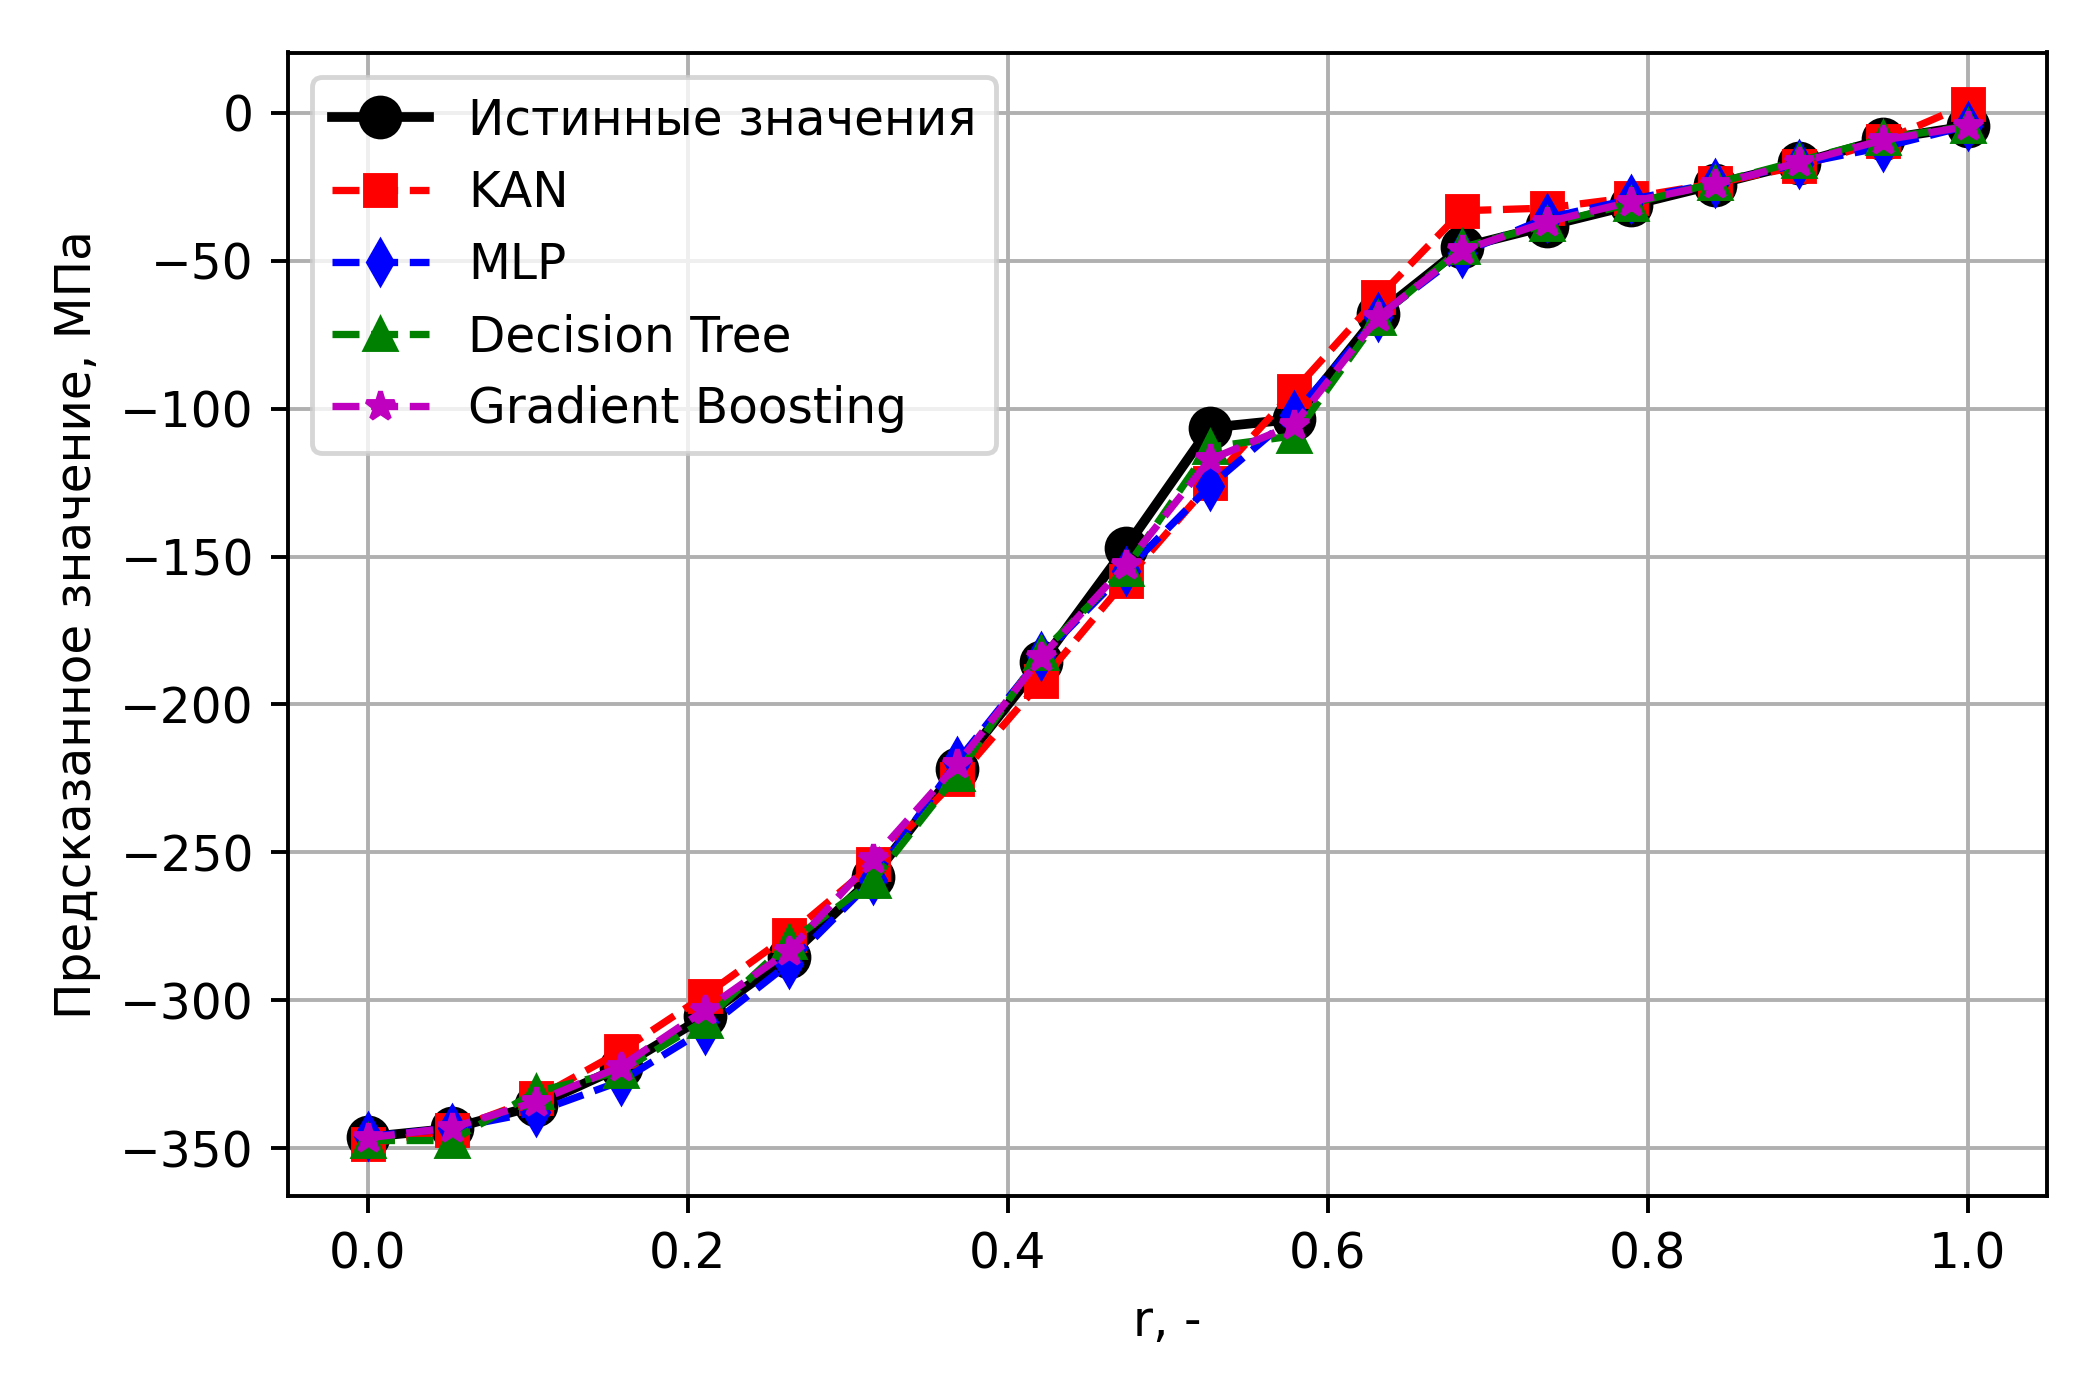 Истинные значения
KAN
MLP
Decision Tree
Gradient Boosting
Предсказанное значение, МПа
0
−50
−100
−150
−200
−250
−300
−350
0.0 0.2 0.4 0.6 0.8 1.0
r, -